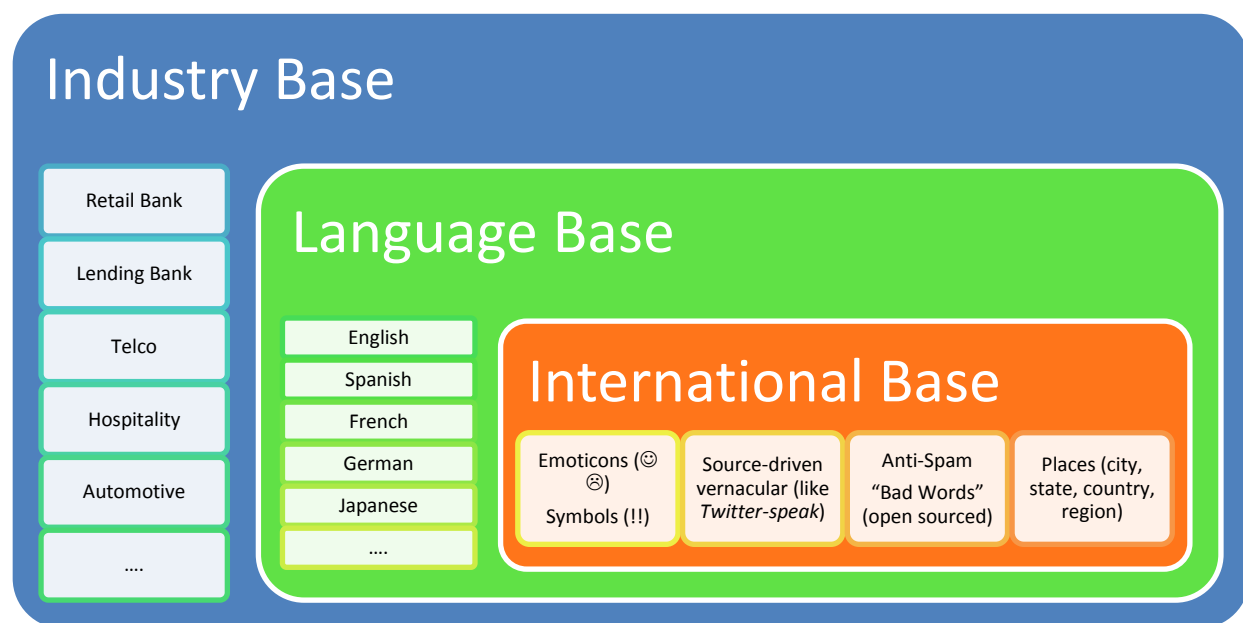 Industry Base
Retail Bank
Lending Bank
Telco
Hospitality
Automotive
....
Language Base
English
Spanish
French
German
Japanese
....
International Base
Emoticons (☺
☹)
Symbols (!!)
Source-driven
vernacular (like
Twitter-speak)
Anti-Spam
“Bad Words”
(open sourced)
Places (city,
state, country,
region)